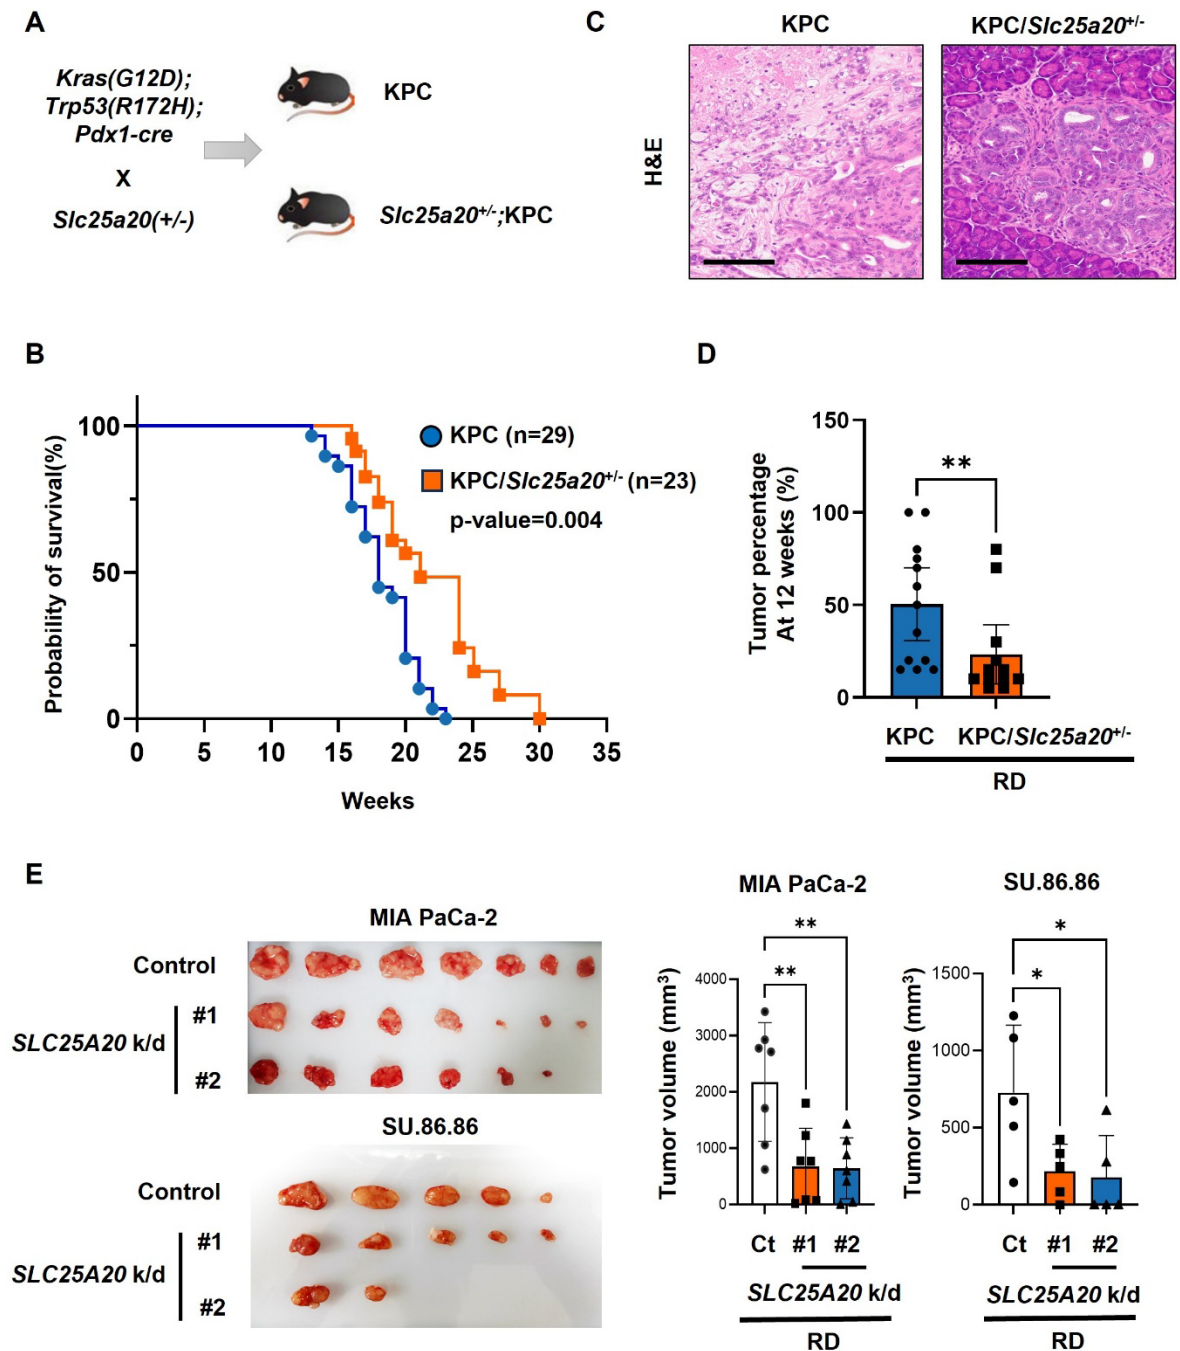 A
Kras(G12D);
Trp53(R172H);
Pdx1-cre
X
Slc25a20(+/-)
KPC
Slc25a20+/-;KPC
C
KPC
KPC/Slc25a20+/-
H&E
B
Probability of survival(%)
100
50
0
0 5 10 15 20 25 30 35
Weeks
KPC (n=29)
KPC/Slc25a20+/- (n=23)
p-value=0.004
D
Tumor percentage
At 12 weeks (%)
150
100
50
0
**
KPC KPC/Slc25a20+/-
RD
E
MIA PaCa-2
Control
#1
SLC25A20 k/d
#2
SU.86.86
Control
#1
SLC25A20 k/d
#2
MIA PaCa-2
**
**
Tumor volume (mm3)
4000
3000
2000
1000
0
Ct #1 #2
SLC25A20 k/d
RD
SU.86.86
*
*
Tumor volume (mm3)
1500
1000
500
0
Ct #1 #2
SLC25A20 k/d
RD